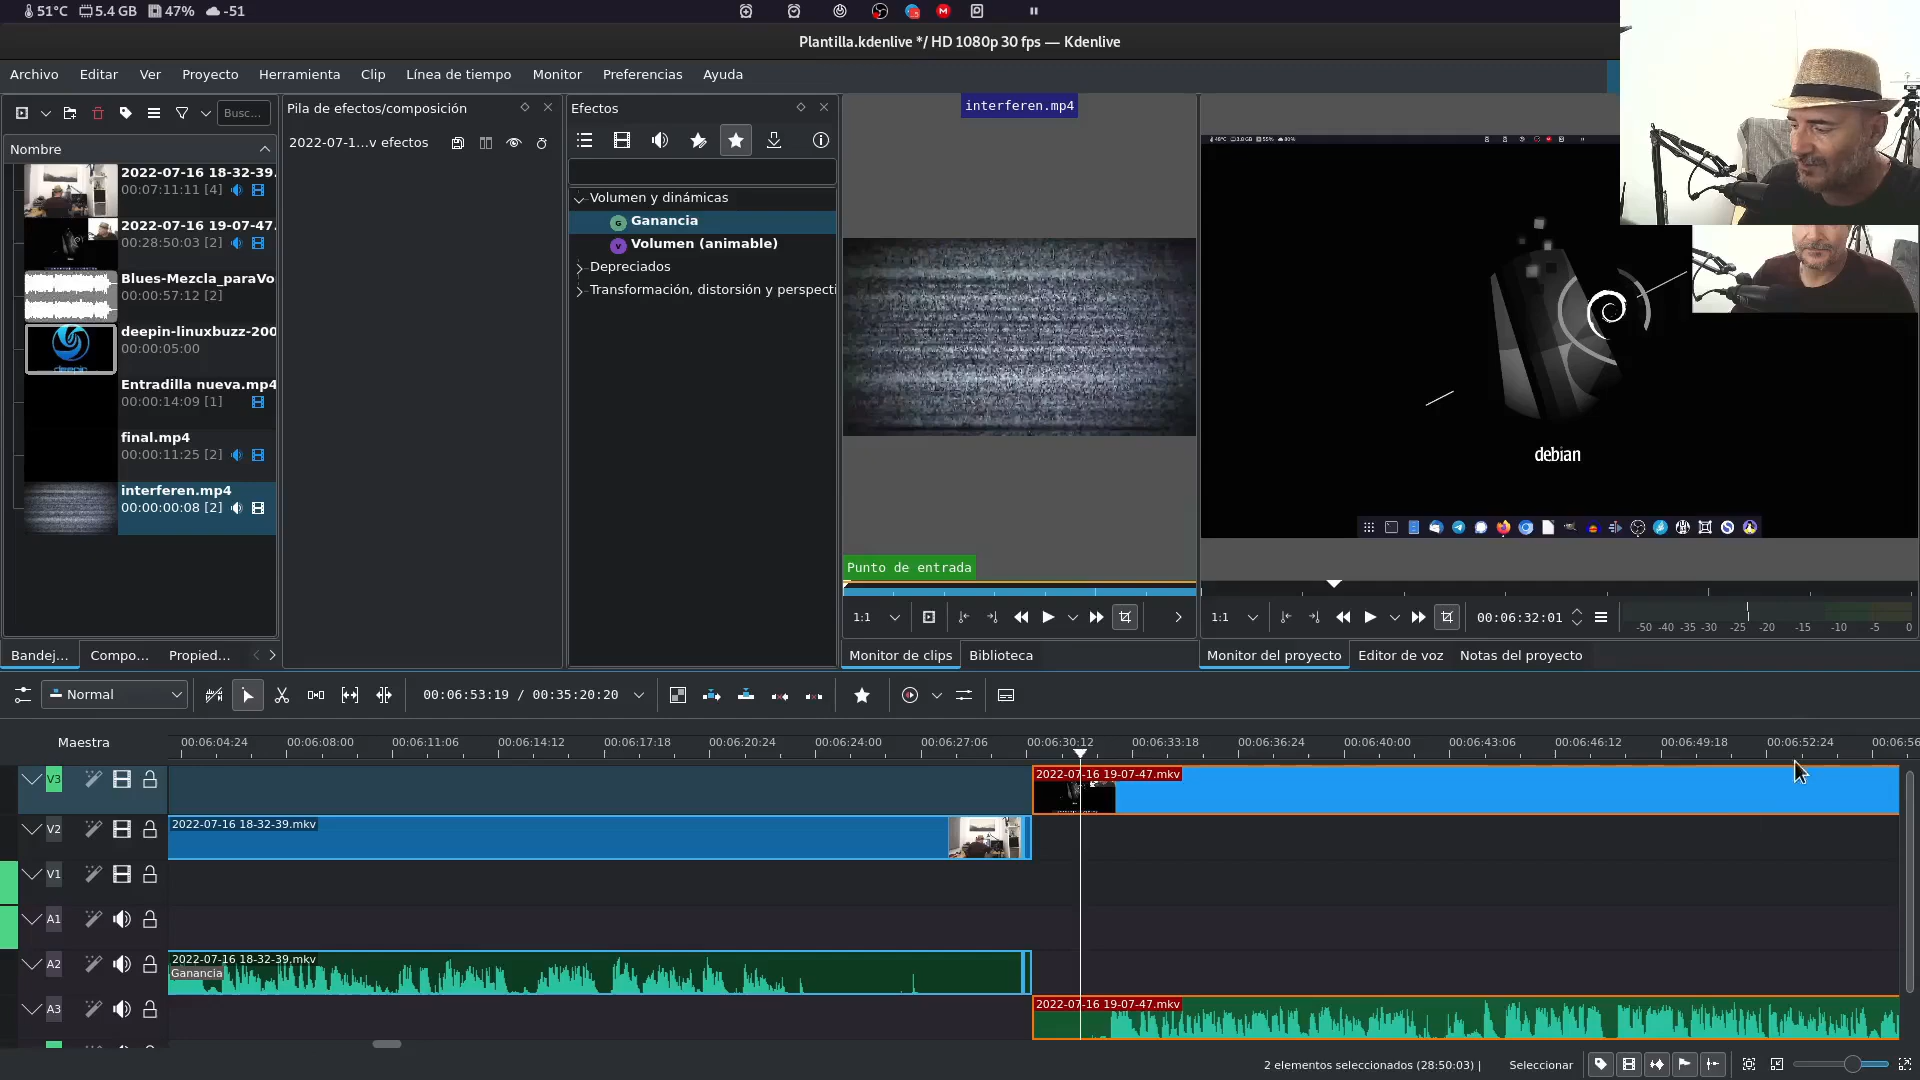 51°C 5.4 GB 47% -51
Plantilla.kdenlive */ HD 1080p 30 fps — Kdenlive
Archivo Editar Ver Proyecto Herramienta Clip Línea de tiempo Monitor Preferencias Ayuda
Busc...
Nombre
2022-07-16 18-32-39.
00:07:11:11 [4]
2022-07-16 19-07-47.
00:28:50:03 [2]
Blues-Mezcla_paraVo
00:00:57:12 [2]
deepin-linuxbuzz-200
00:00:05:00
deepin
Entradilla nueva.mp4
00:00:14:09 [1]
final.mp4
00:00:11:25 [2]
interferen.mp4
00:00:00:08 [2]
Bandej... Compo... Propied...
Pila de efectos/composición
2022-07-1...v efectos
Efectos
Volumen y dinámicas
Ganancia
Volumen (animable)
Depreciados
Transformación, distorsión y perspecti
interferen.mp4
Punto de entrada
1:1
Monitor de clips Biblioteca
debian
1:1 00:06:32:01
-50 -40 -35 -30 -25 -20 -15 -10 -5 0
Monitor del proyecto Editor de voz Notas del proyecto
Normal 00:06:53:19 / 00:35:20:20
Maestra
00:06:04:24 00:06:08:00 00:06:11:06 00:06:14:12 00:06:17:18 00:06:20:24 00:06:24:00 00:06:27:06 00:06:30:12 00:06:33:18 00:06:36:24 00:06:40:00 00:06:43:06 00:06:46:12 00:06:49:18 00:06:52:24 00:06:56
V3 2022-07-16 19-07-47.mkv
V2 2022-07-16 18-32-39.mkv
V1
A1
A2 2022-07-16 18-32-39.mkv
Ganancia
A3 2022-07-16 19-07-47.mkv
2 elementos seleccionados (28:50:03) | Seleccionar